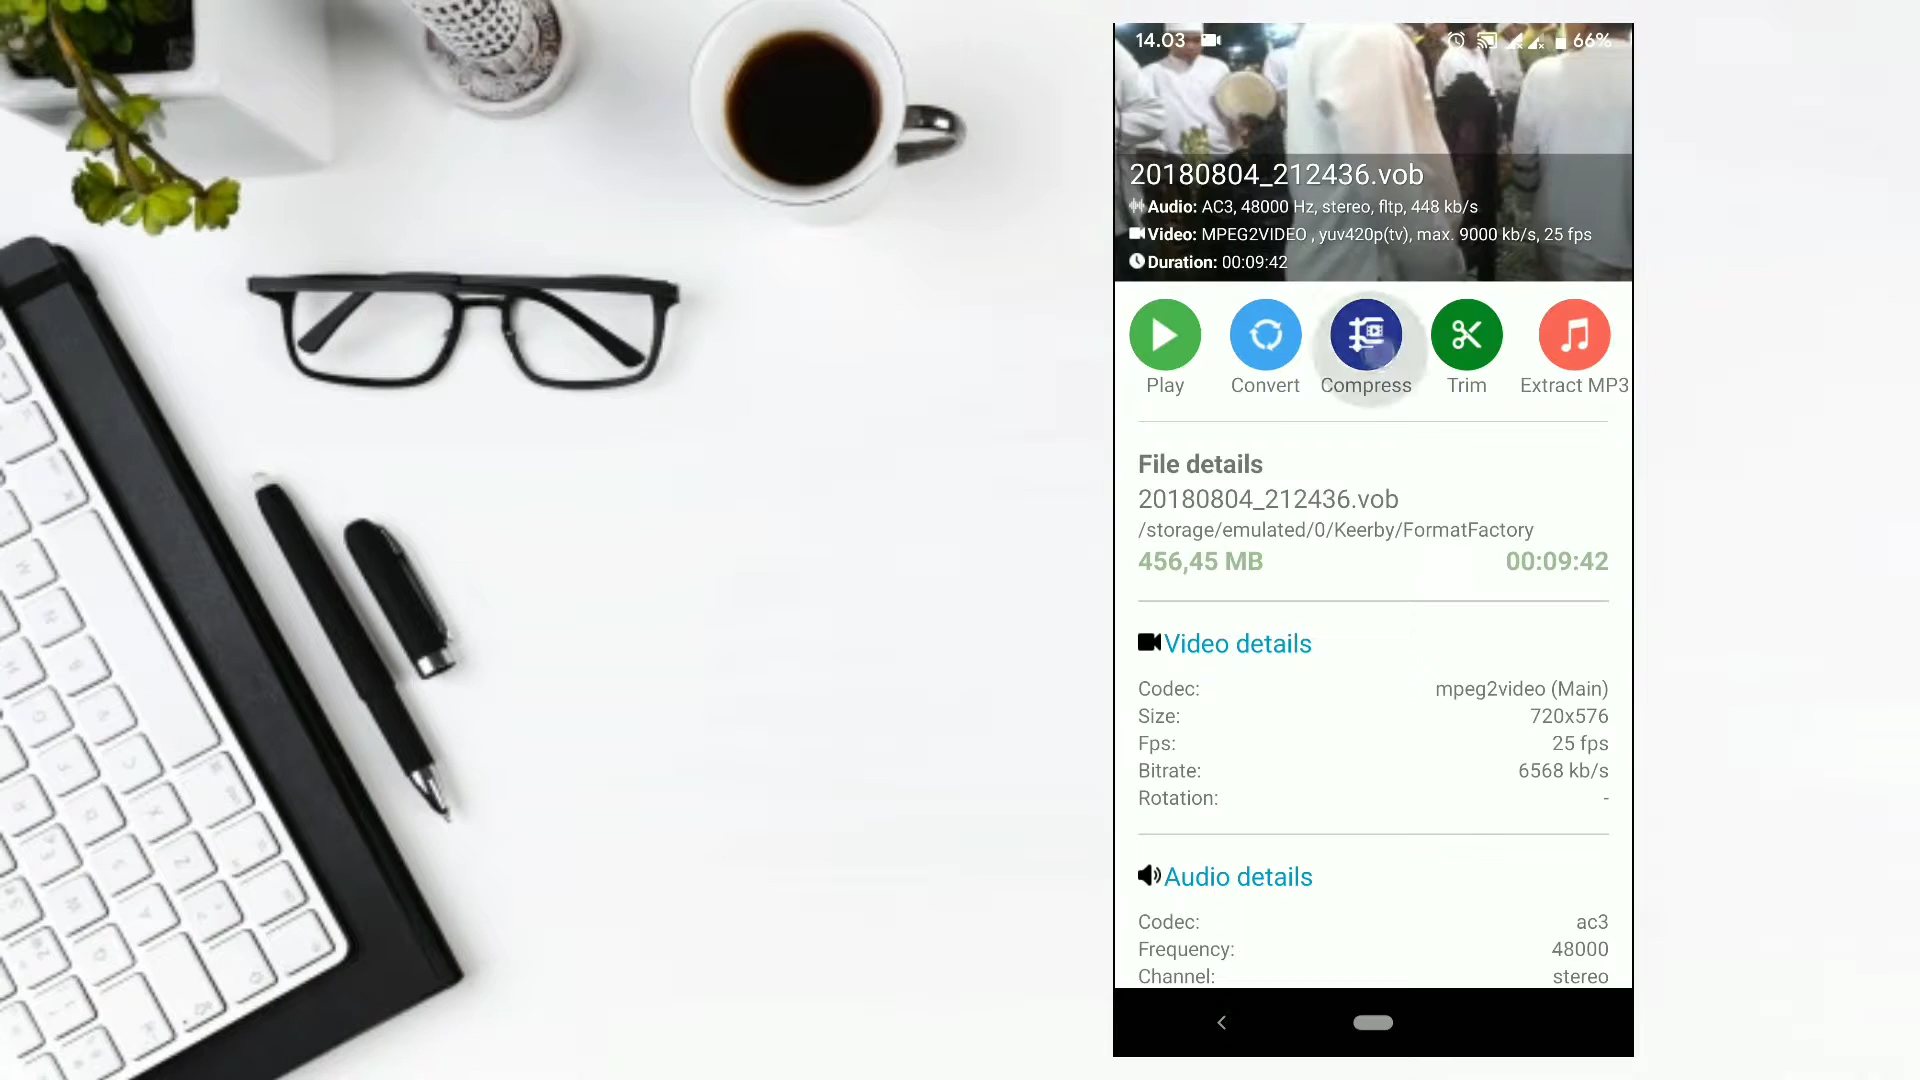 14.03 66%
20180804_212436.vob
Audio: AC3, 48000 Hz, stereo, fltp, 448 kb/s
Video: MPEG2VIDEO , yuv420p(tv), max. 9000 kb/s, 25 fps
Duration: 00:09:42
Play Convert Compress Trim Extract MP3
File details
20180804_212436.vob
/storage/emulated/0/Keerby/FormatFactory
456,45 MB 00:09:42
Video details
Codec: mpeg2video (Main)
Size: 720x576
Fps: 25 fps
Bitrate: 6568 kb/s
Rotation: -
Audio details
Codec: ac3
Frequency: 48000
Channel: stereo